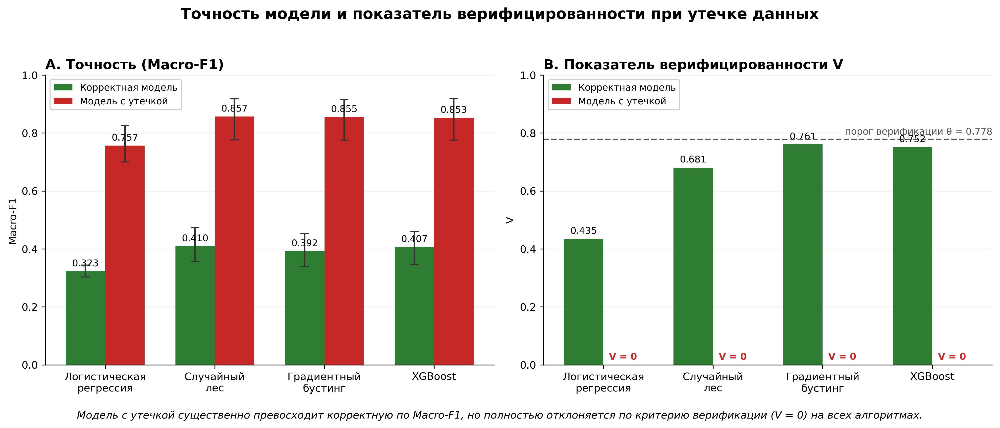 Точность модели и показатель верифицированности при утечке данных
A. Точность (Macro-F1)
Macro-F1
1.0
0.8
0.6
0.4
0.2
0.0
Корректная модель
Модель с утечкой
0.323
0.757
0.410
0.857
0.392
0.855
0.407
0.853
Логистическая
регрессия
Случайный
лес
Градиентный
бустинг
XGBoost
B. Показатель верифицированности V
V
1.0
0.8
0.6
0.4
0.2
0.0
Корректная модель
Модель с утечкой
порог верификации θ = 0.778
0.435
V = 0
0.681
V = 0
0.761
V = 0
0.752
V = 0
Логистическая
регрессия
Случайный
лес
Градиентный
бустинг
XGBoost
Модель с утечкой существенно превосходит корректную по Macro-F1, но полностью отклоняется по критерию верификации (V = 0) на всех алгоритмах.